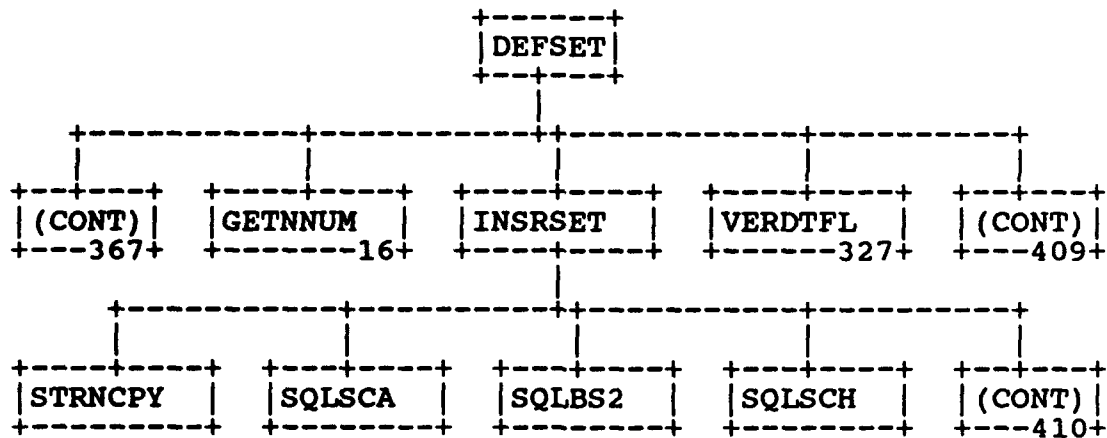 DEFSET
(CONT) GETNNUM INSRSET VERDTFL (CONT)
367 16 327 409
STRNCPY SQLSCA SQLBS2 SQLSCH (CONT)
410